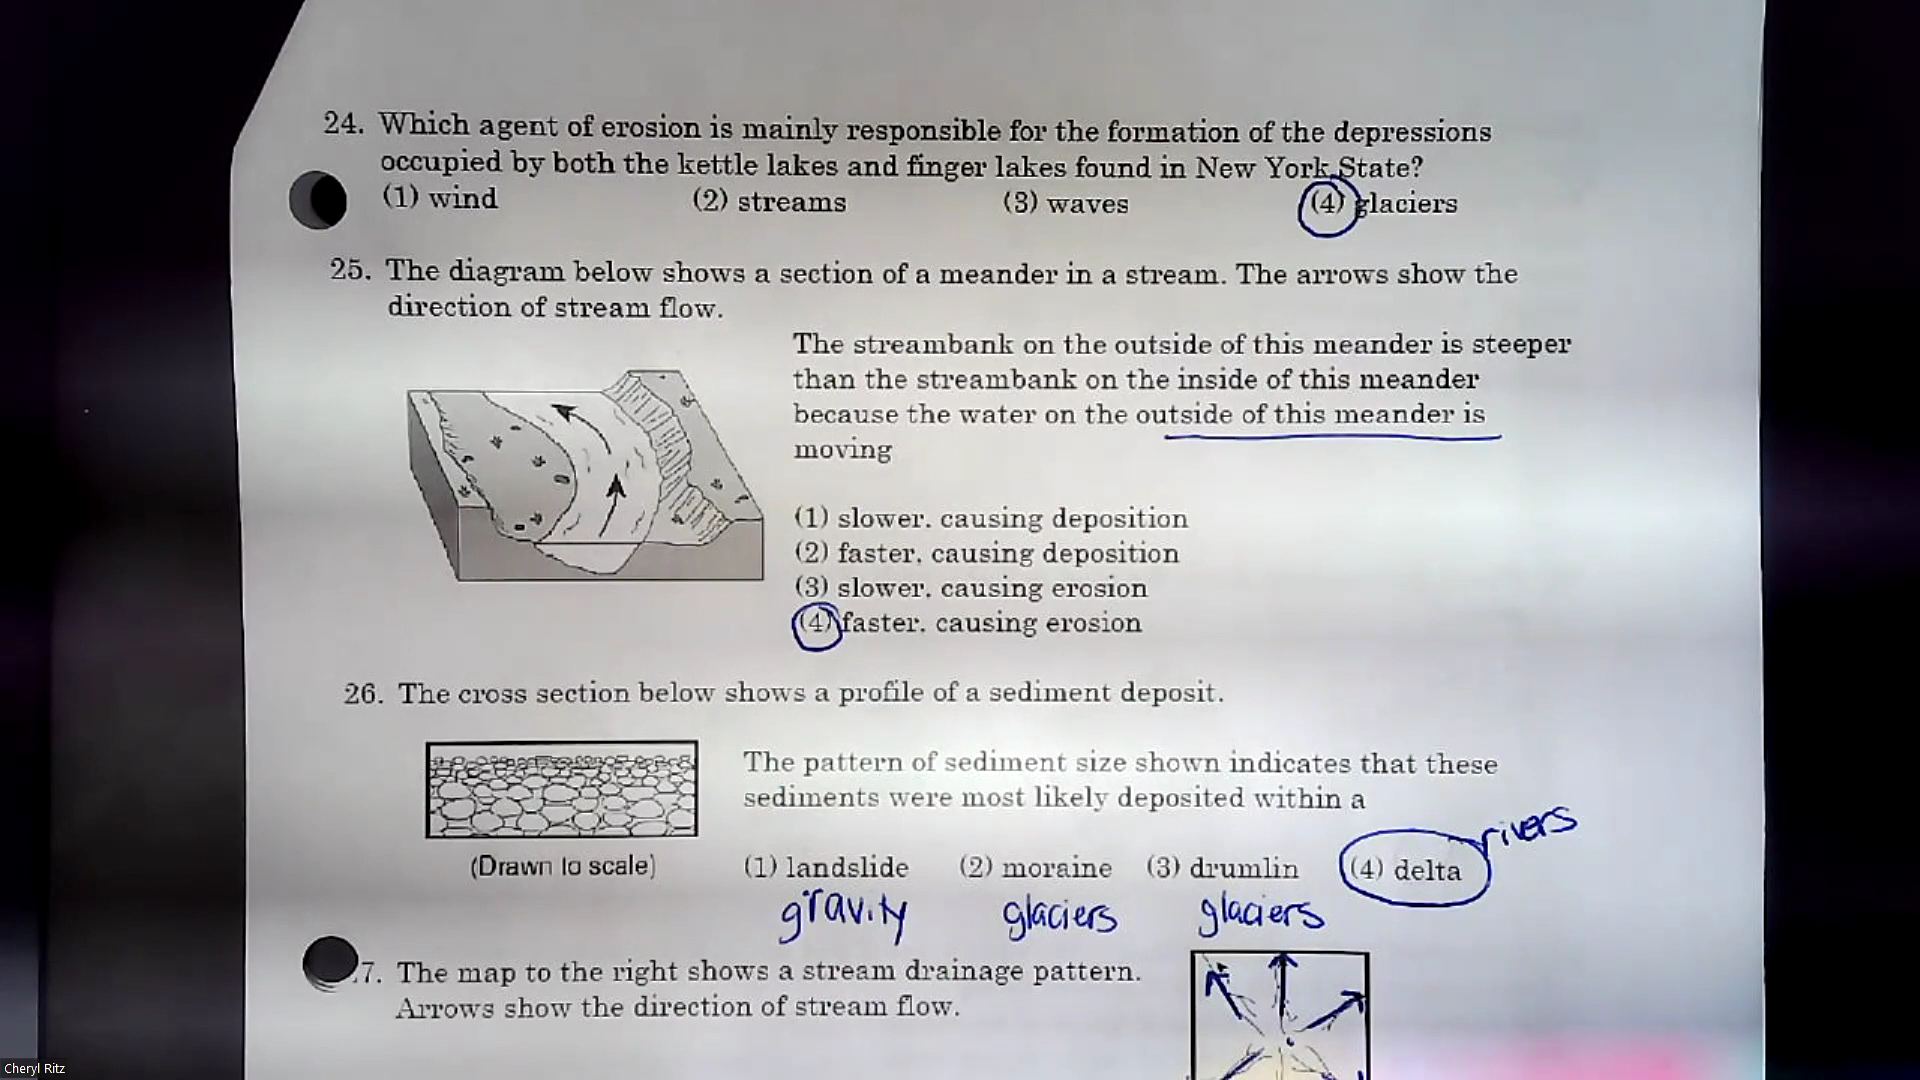 24. Which agent of erosion is mainly responsible for the formation of the depressions
occupied by both the kettle lakes and finger lakes found in New York State?
(1) wind (2) streams (3) waves (4) glaciers
25. The diagram below shows a section of a meander in a stream. The arrows show the
direction of stream flow.
The streambank on the outside of this meander is steeper
than the streambank on the inside of this meander
because the water on the outside of this meander is
moving
(1) slower, causing deposition
(2) faster, causing deposition
(3) slower, causing erosion
(4) faster, causing erosion
26. The cross section below shows a profile of a sediment deposit.
The pattern of sediment size shown indicates that these
sediments were most likely deposited within a
rivers
(Drawn to scale)
(1) landslide (2) moraine (3) drumlin (4) delta
gravity glaciers glaciers
7. The map to the right shows a stream drainage pattern.
Arrows show the direction of stream flow.
Cheryl Ritz